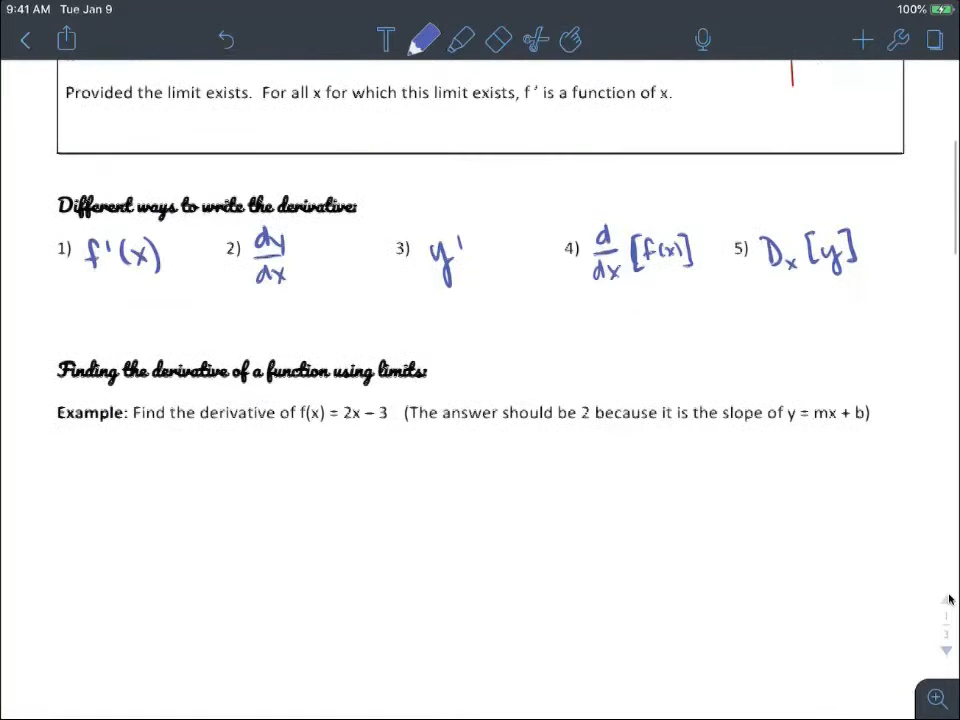 9:41 AM Tue Jan 9 100%
T
Provided the limit exists. For all x for which this limit exists, f ' is a function of x.
Different ways to write the derivative:
1) f'(x) 2) dy/dx 3) y' 4) d/dx [f(x)] 5) Dx [y]
Finding the derivative of a function using limits:
Example: Find the derivative of f(x) = 2x – 3 (The answer should be 2 because it is the slope of y = mx + b)
1
3